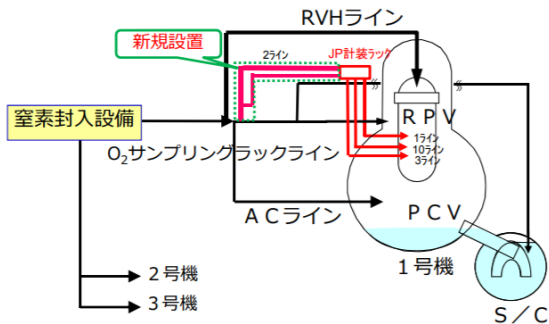 RVHライン
新規設置
2ライン
JP計装ラック
窒素封入設備
RPV
1ライン
10ライン
3ライン
O₂サンプリングラックライン
ACライン
PCV
1号機
2号機
3号機
S/C